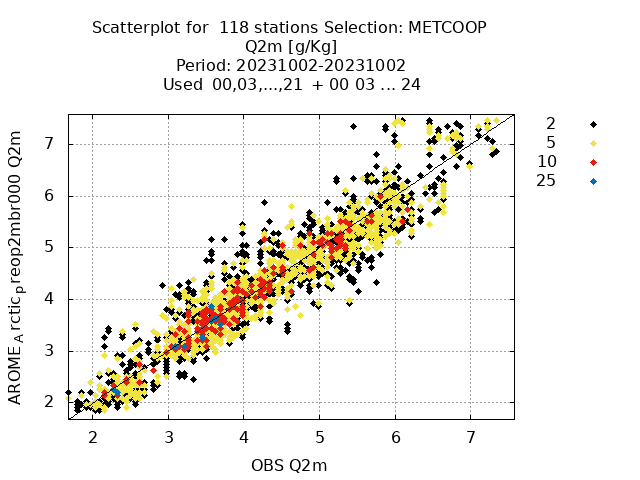 Scatterplot for  118 stations Selection: METCOOP
Q2m [g/Kg]
Period: 20231002-20231002
Used  00,03,...,21  + 00 03 ... 24
2
5
10
25
AROME_Arctic_preop2mbr000 Q2m
7
6
5
4
3
2
2 3 4 5 6 7
OBS Q2m